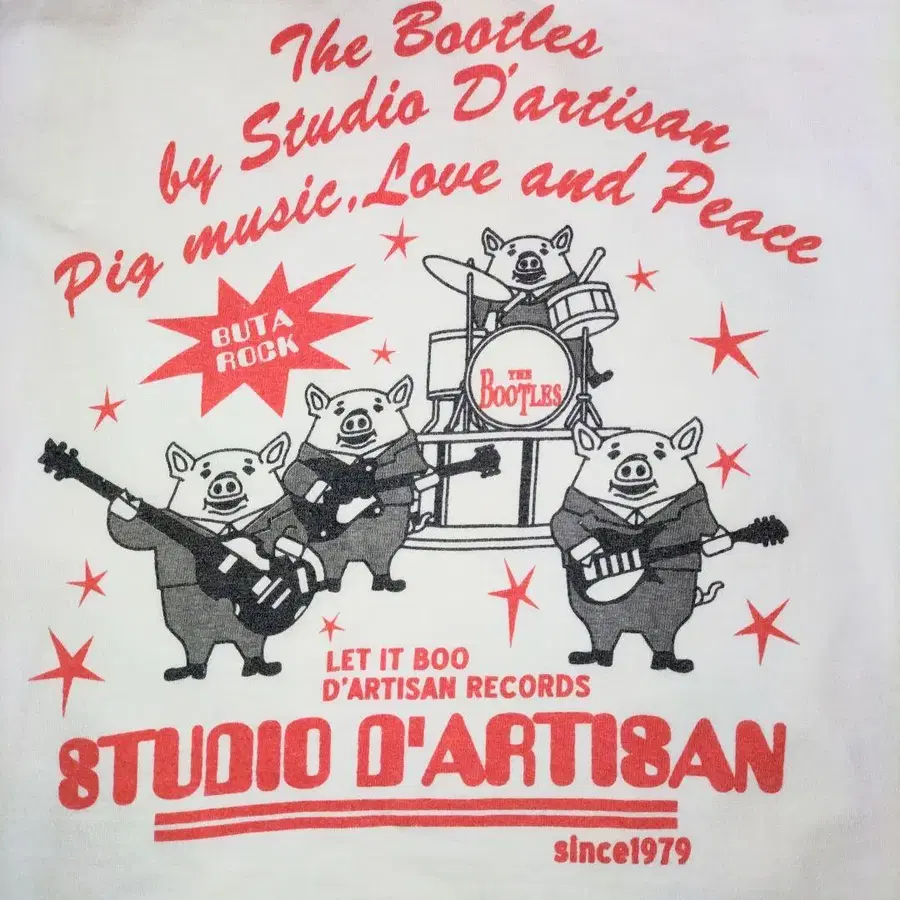 The Bootles
by Studio D'artisan
Pig music, Love and Peace
BUTA
ROCK
THE
BOOTLES
LET IT BOO
D'ARTISAN RECORDS
STUDIO D'ARTISAN
since1979